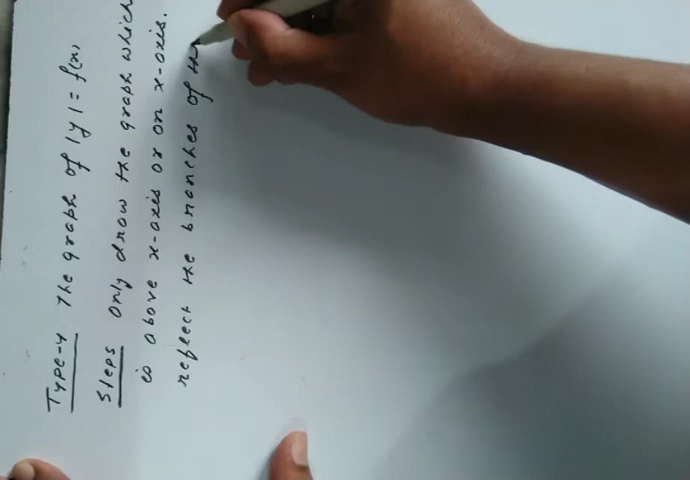 Type-4 The graph of |y| = f(x)
Steps only draw the graph which
is above x-axis or on x-axis.
reflect the branches of